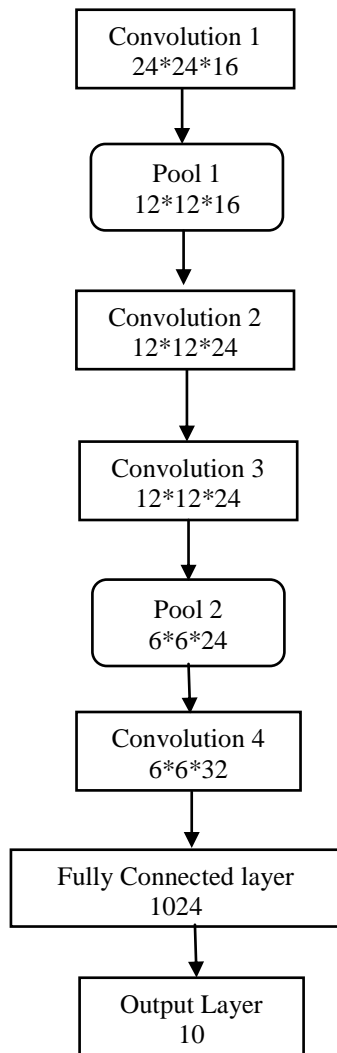 Convolution 1
24*24*16
Pool 1
12*12*16
Convolution 2
12*12*24
Convolution 3
12*12*24
Pool 2
6*6*24
Convolution 4
6*6*32
Fully Connected layer
1024
Output Layer
10